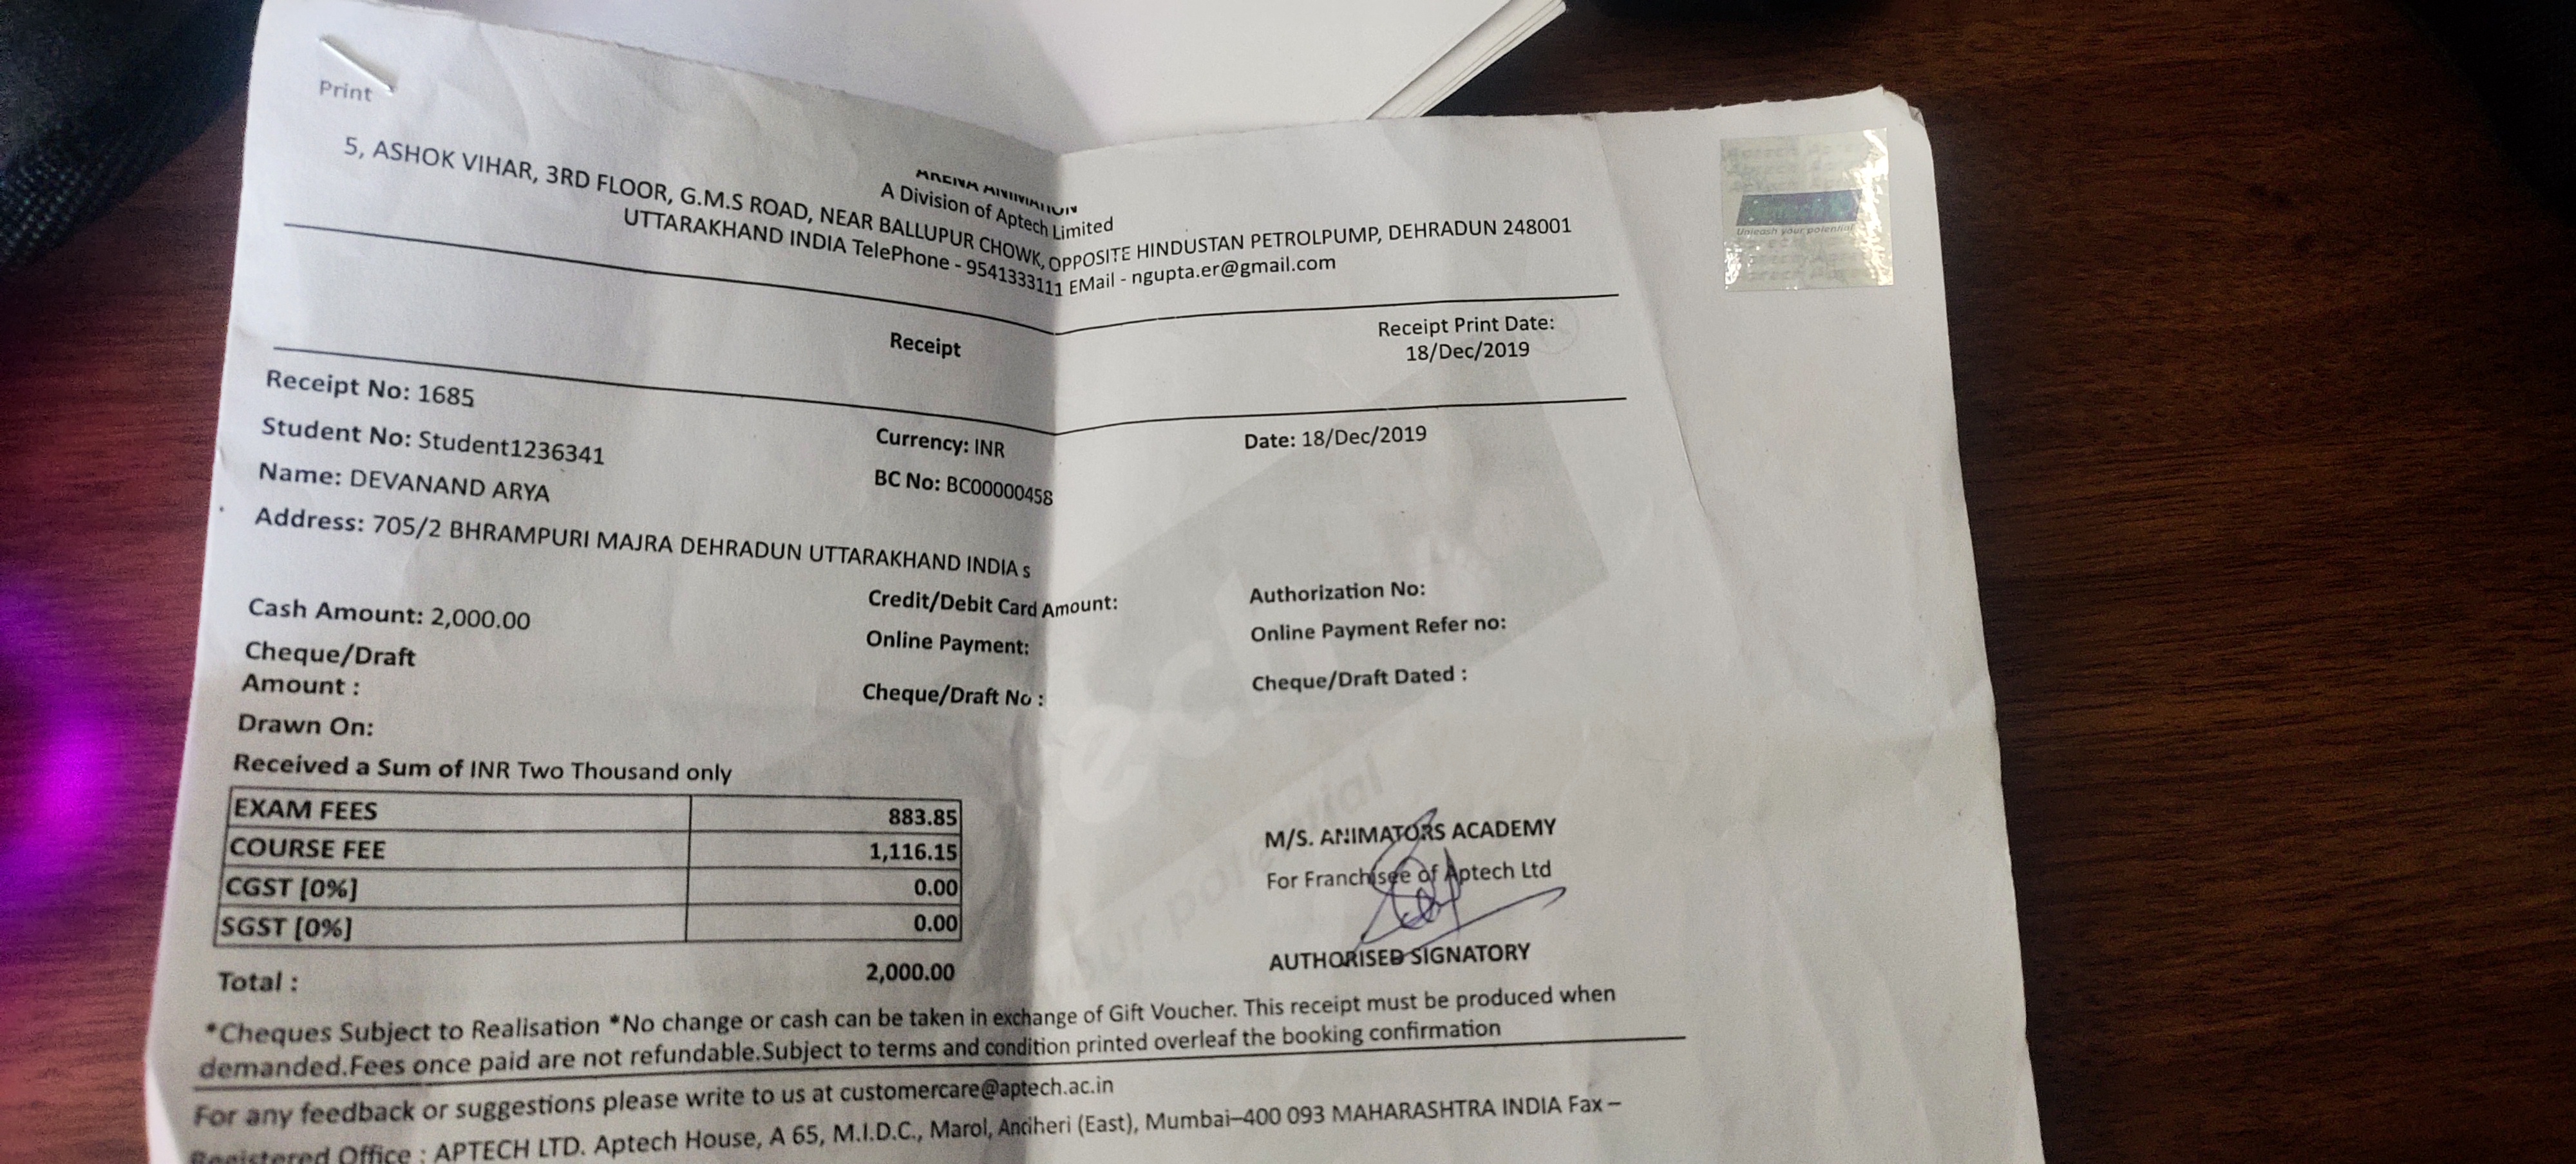 Print
ARENA ANIMATION
A Division of Aptech Limited
5, ASHOK VIHAR, 3RD FLOOR, G.M.S ROAD, NEAR BALLUPUR CHOWK, OPPOSITE HINDUSTAN PETROLPUMP, DEHRADUN 248001
UTTARAKHAND INDIA TelePhone - 9541333111 EMail - ngupta.er@gmail.com
Receipt Receipt Print Date:
18/Dec/2019
Receipt No: 1685
Student No: Student1236341 Currency: INR Date: 18/Dec/2019
Name: DEVANAND ARYA BC No: BC00000458
Address: 705/2 BHRAMPURI MAJRA DEHRADUN UTTARAKHAND INDIA s
Cash Amount: 2,000.00 Credit/Debit Card Amount: Authorization No:
Cheque/Draft Online Payment: Online Payment Refer no:
Amount : Cheque/Draft No : Cheque/Draft Dated :
Drawn On:
Received a Sum of INR Two Thousand only
EXAM FEES 883.85
COURSE FEE 1,116.15
CGST [0%] 0.00
SGST [0%] 0.00
M/S. ANIMATORS ACADEMY
For Franchisee of Aptech Ltd
Total : 2,000.00 AUTHORISED SIGNATORY
*Cheques Subject to Realisation *No change or cash can be taken in exchange of Gift Voucher. This receipt must be produced when
demanded.Fees once paid are not refundable.Subject to terms and condition printed overleaf the booking confirmation
For any feedback or suggestions please write to us at customercare@aptech.ac.in
Registered Office : APTECH LTD. Aptech House, A 65, M.I.D.C., Marol, Andheri (East), Mumbai–400 093 MAHARASHTRA INDIA Fax –
Unleash your potential